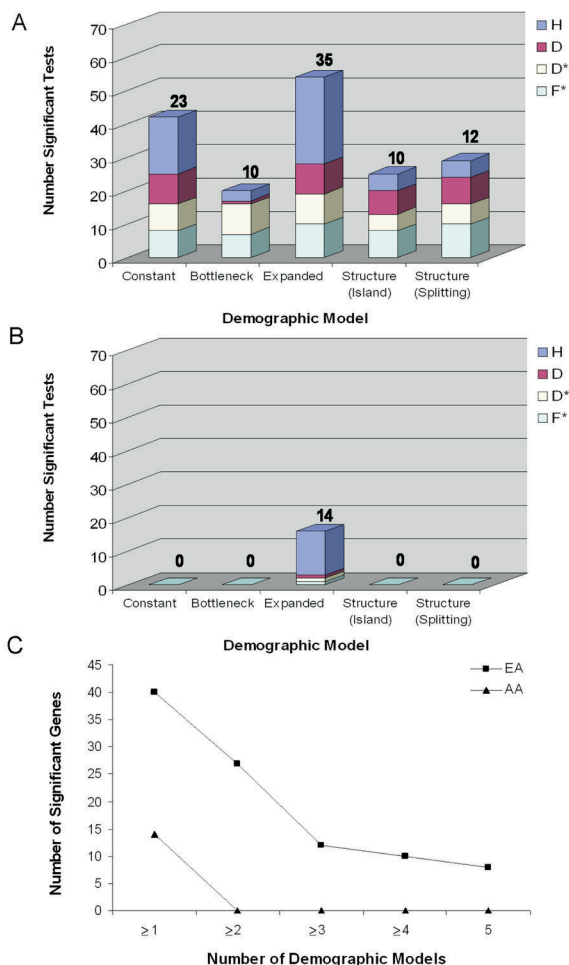 A
Number Significant Tests
70
60
50
40
30
20
10
0
23
10
35
10
12
H
D
D*
F*
Constant Bottleneck Expanded Structure (Island) Structure (Splitting)
Demographic Model
B
Number Significant Tests
70
60
50
40
30
20
10
0
0
0
14
0
0
H
D
D*
F*
Constant Bottleneck Expanded Structure (Island) Structure (Splitting)
Demographic Model
C
Number of Significant Genes
45
40
35
30
25
20
15
10
5
0
EA
AA
≥1 ≥2 ≥3 ≥4 5
Number of Demographic Models